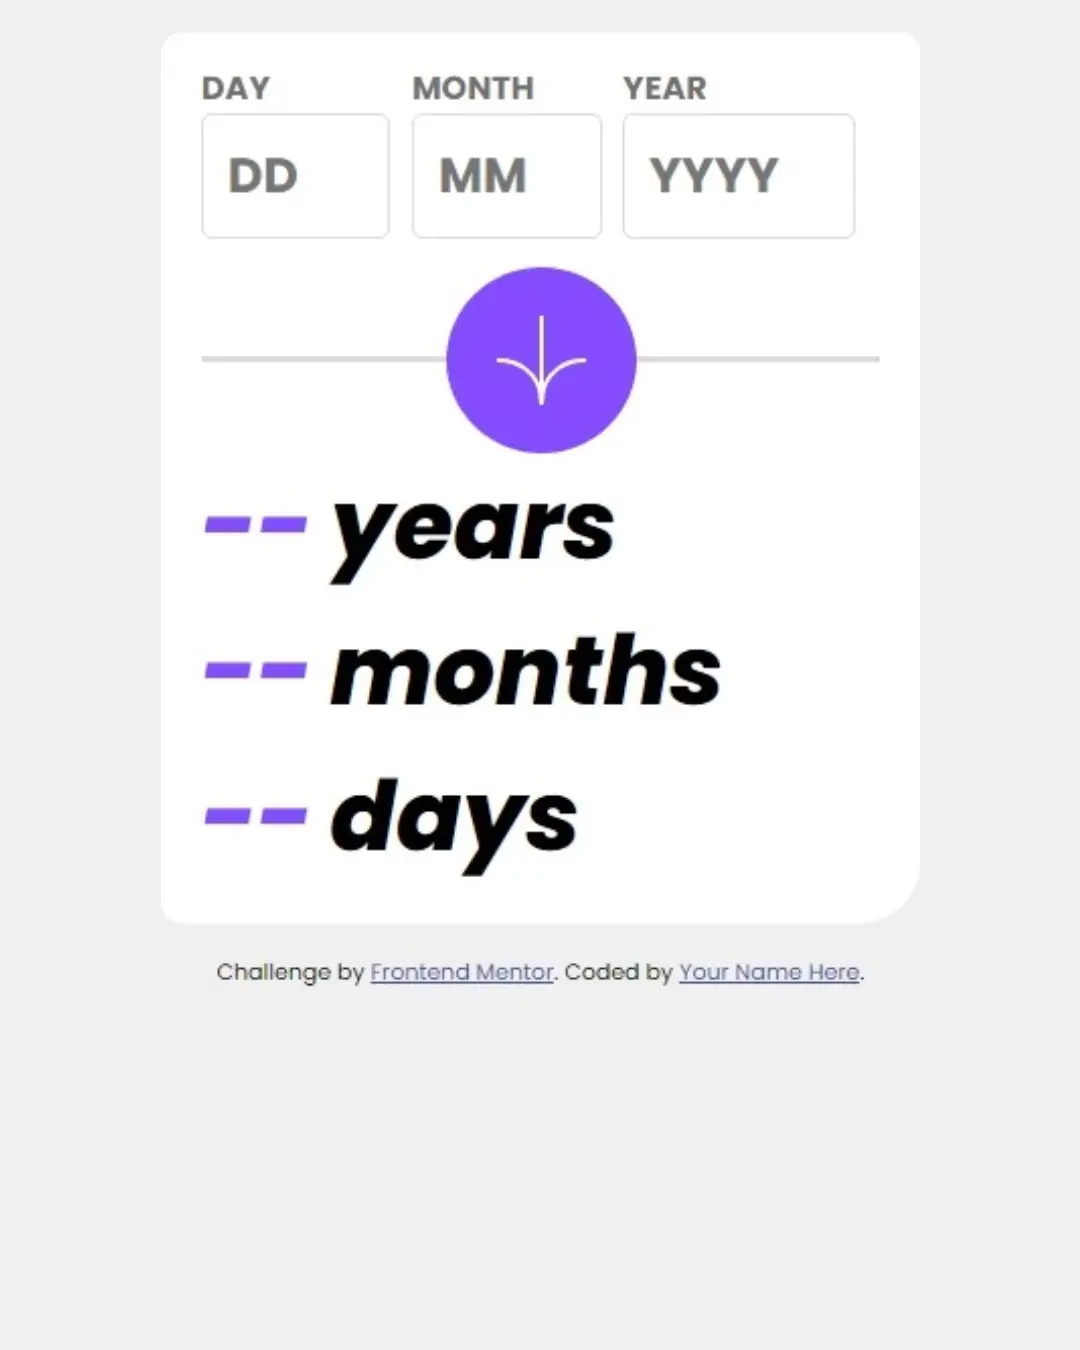 DAY MONTH YEAR
DD MM YYYY
-- years
-- months
-- days
Challenge by Frontend Mentor. Coded by Your Name Here.